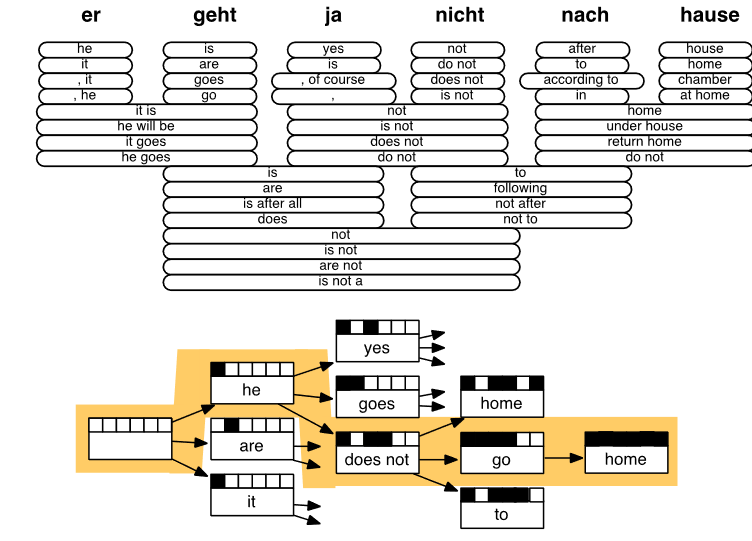 er geht ja nicht nach hause
he is yes not after house
it are is do not to home
, it goes , of course does not according to chamber
, he go , is not in at home
it is not home
he will be is not under house
it goes does not return home
he goes do not do not
is to
are following
is after all not after
does not to
not
is not
are not
is not a
yes
he goes home
are does not go home
it to